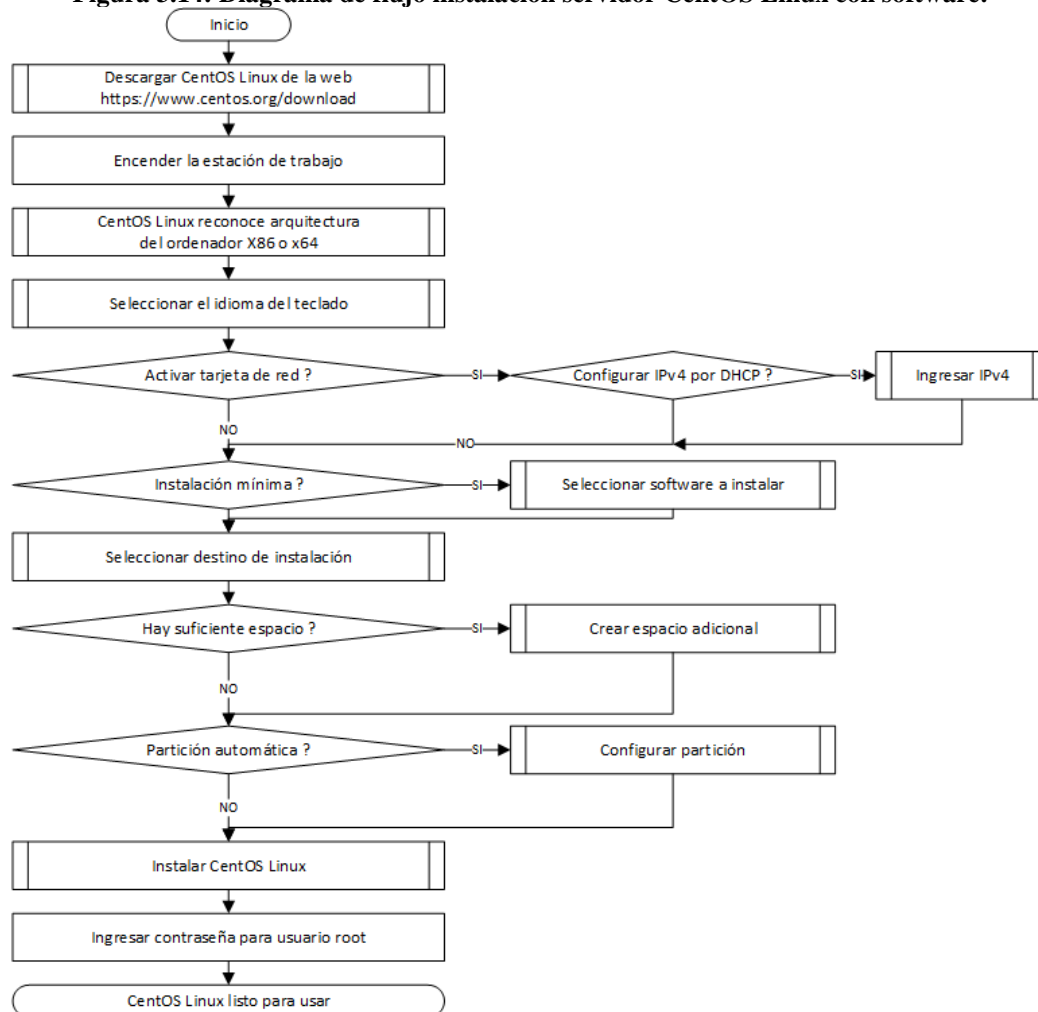 Figura 3.14. Diagrama de flujo instalación servidor CentOS Linux con software.
Inicio
Descargar CentOS Linux de la web
https://www.centos.org/download
Encender la estación de trabajo
CentOS Linux reconoce arquitectura
del ordenador X86 o x64
Seleccionar el idioma del teclado
Activar tarjeta de red ?
SI
Configurar IPv4 por DHCP ?
SI
Ingresar IPv4
NO
NO
Instalación mínima ?
SI
Seleccionar software a instalar
Seleccionar destino de instalación
Hay suficiente espacio ?
SI
Crear espacio adicional
NO
Partición automática ?
SI
Configurar partición
NO
Instalar CentOS Linux
Ingresar contraseña para usuario root
CentOS Linux listo para usar